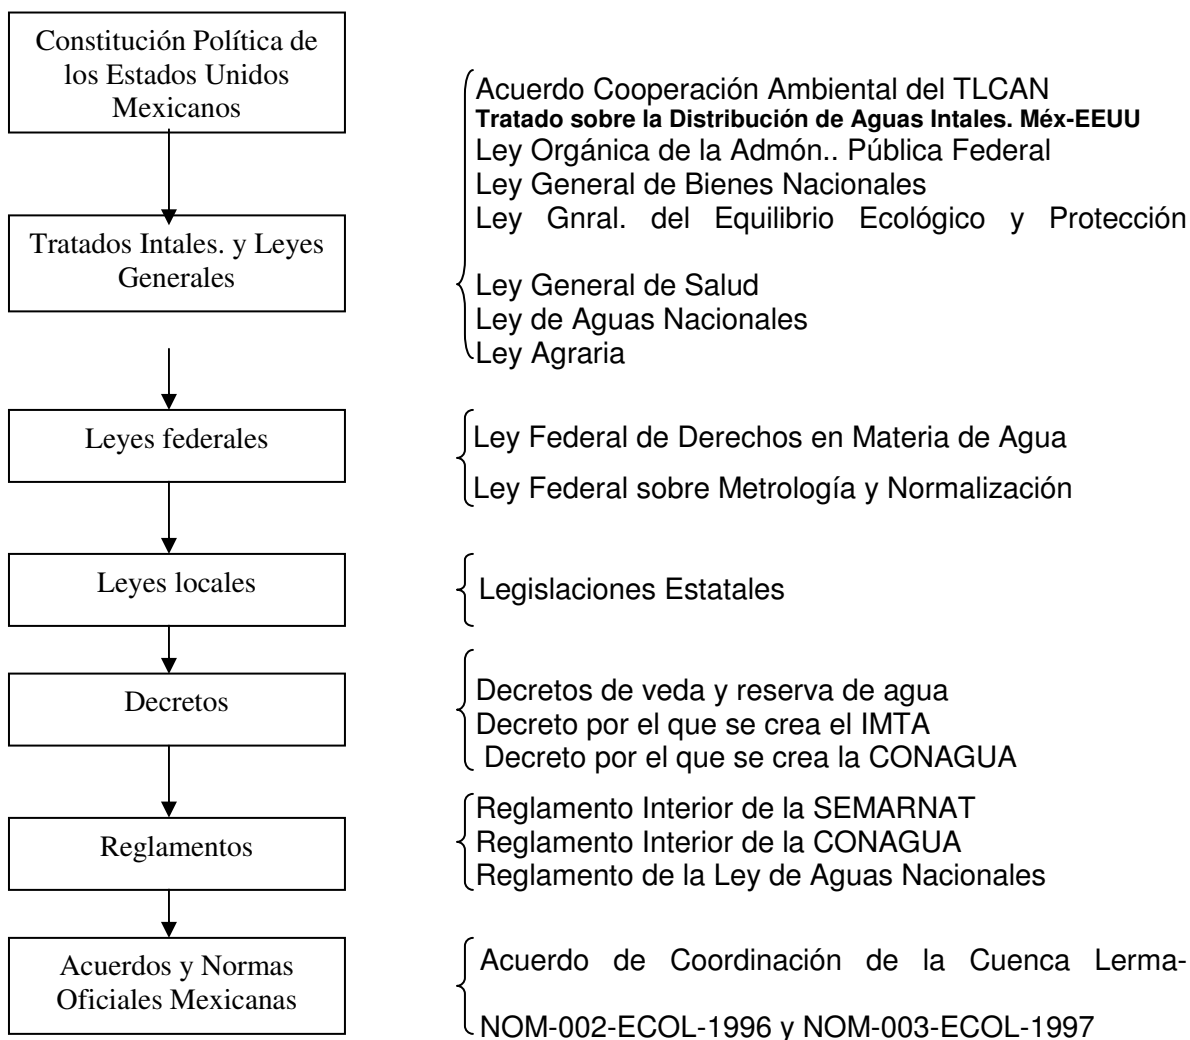 Constitución Política de
los Estados Unidos
Mexicanos
Acuerdo Cooperación Ambiental del TLCAN
Tratado sobre la Distribución de Aguas Intales. Méx-EEUU
Ley Orgánica de la Admón.. Pública Federal
Ley General de Bienes Nacionales
Ley Gnral. del Equilibrio Ecológico y Protección
Ley General de Salud
Ley de Aguas Nacionales
Ley Agraria
Tratados Intales. y Leyes
Generales
Leyes federales
Ley Federal de Derechos en Materia de Agua
Ley Federal sobre Metrología y Normalización
Leyes locales
Legislaciones Estatales
Decretos
Decretos de veda y reserva de agua
Decreto por el que se crea el IMTA
Decreto por el que se crea la CONAGUA
Reglamentos
Reglamento Interior de la SEMARNAT
Reglamento Interior de la CONAGUA
Reglamento de la Ley de Aguas Nacionales
Acuerdos y Normas
Oficiales Mexicanas
Acuerdo de Coordinación de la Cuenca Lerma-
NOM-002-ECOL-1996 y NOM-003-ECOL-1997